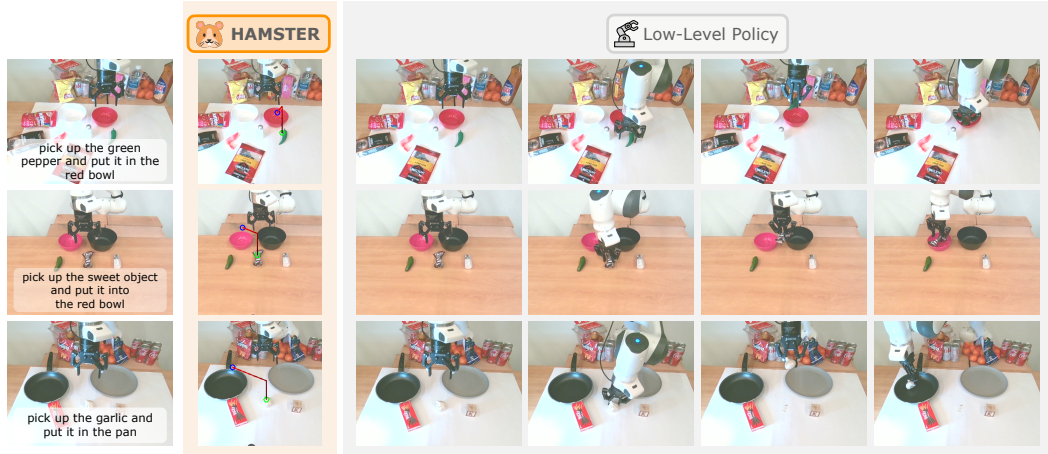 HAMSTER
Low-Level Policy
pick up the green
pepper and put it in the
red bowl
pick up the sweet object
and put it into
the red bowl
pick up the garlic and
put it in the pan